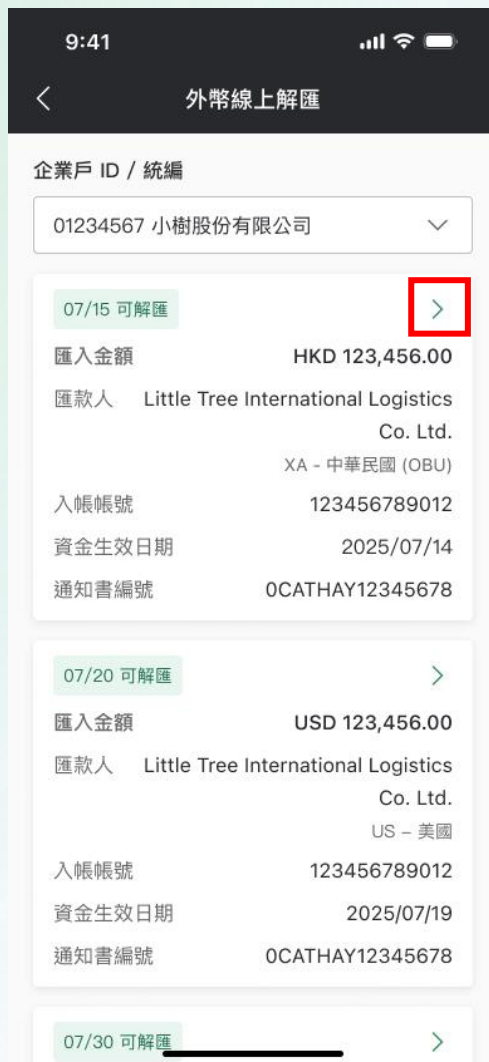 9:41
外幣線上解匯
企業戶 ID / 統編
01234567 小樹股份有限公司
07/15 可解匯
匯入金額 HKD 123,456.00
匯款人 Little Tree International Logistics
Co. Ltd.
XA - 中華民國 (OBU)
入帳帳號 123456789012
資金生效日期 2025/07/14
通知書編號 0CATHAY12345678
07/20 可解匯
匯入金額 USD 123,456.00
匯款人 Little Tree International Logistics
Co. Ltd.
US – 美國
入帳帳號 123456789012
資金生效日期 2025/07/19
通知書編號 0CATHAY12345678
07/30 可解匯